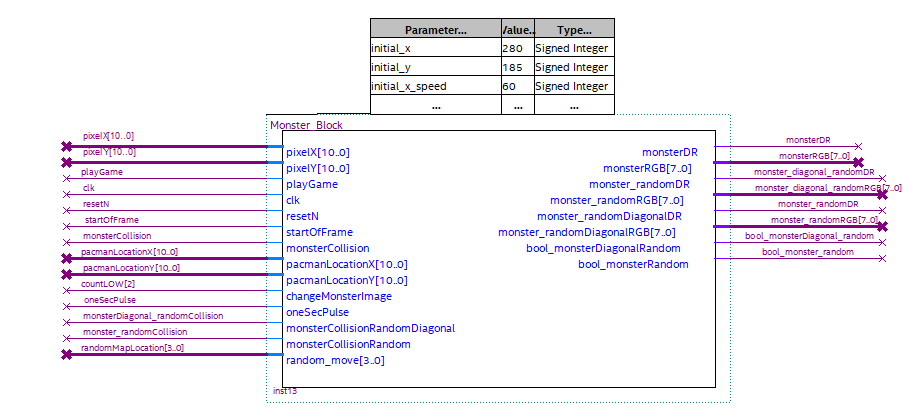 Parameter... Value... Type...
initial_x 280 Signed Integer
initial_y 185 Signed Integer
initial_x_speed 60 Signed Integer
... ... ...
Monster_Block
pixelX[10..0]
pixelY[10..0]
playGame
clk
resetN
startOfFrame
monsterCollision
pacmanLocationX[10..0]
pacmanLocationY[10..0]
countLOW[2]
oneSecPulse
monsterDiagonal_randomCollision
monster_randomCollision
randomMapLocation[3..0]
pixelX[10..0]
pixelY[10..0]
playGame
clk
resetN
startOfFrame
monsterCollision
pacmanLocationX[10..0]
pacmanLocationY[10..0]
changeMonsterImage
oneSecPulse
monsterCollisionRandomDiagonal
monsterCollisionRandom
random_move[3..0]
monsterDR
monsterRGB[7..0]
monster_randomDR
monster_randomRGB[7..0]
monster_randomDiagonalDR
monster_randomDiagonalRGB[7..0]
bool_monsterDiagonalRandom
bool_monsterRandom
monsterDR
monsterRGB[7..0]
monster_diagonal_randomDR
monster_diagonal_randomRGB[7..0]
monster_randomDR
monster_randomRGB[7..0]
bool_monsterDiagonal_random
bool_monster_random
inst13